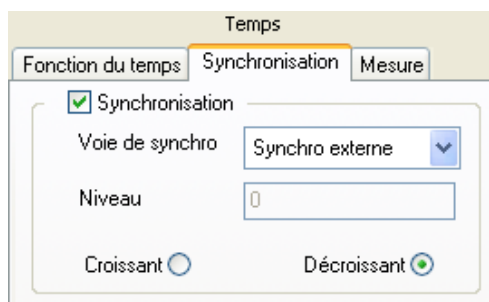 Temps
Fonction du temps Synchronisation Mesure
Synchronisation
Voie de synchro Synchro externe
Niveau 0
Croissant Décroissant